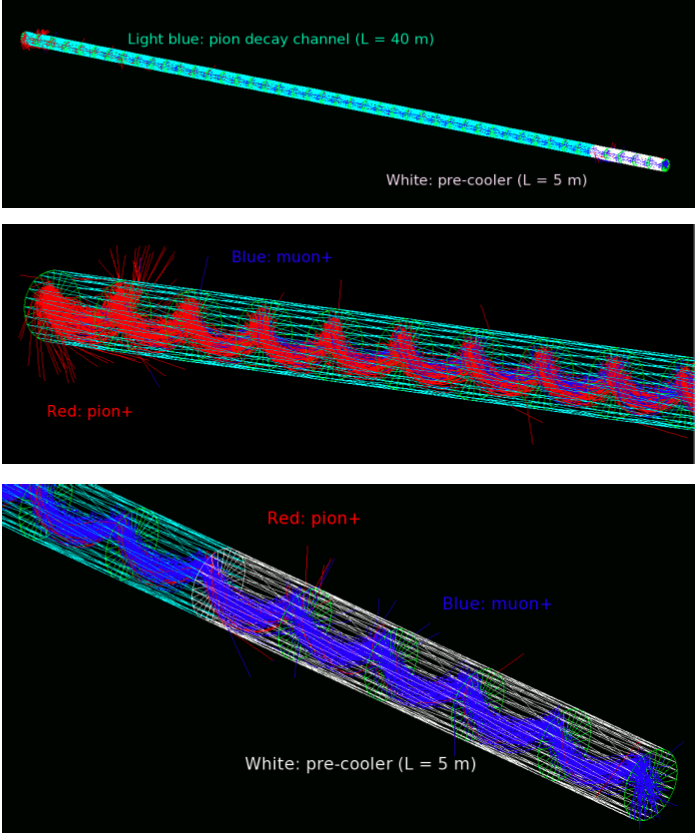 Light blue: pion decay channel (L = 40 m)
White: pre-cooler (L = 5 m)
Blue: muon+
Red: pion+
Red: pion+
Blue: muon+
White: pre-cooler (L = 5 m)